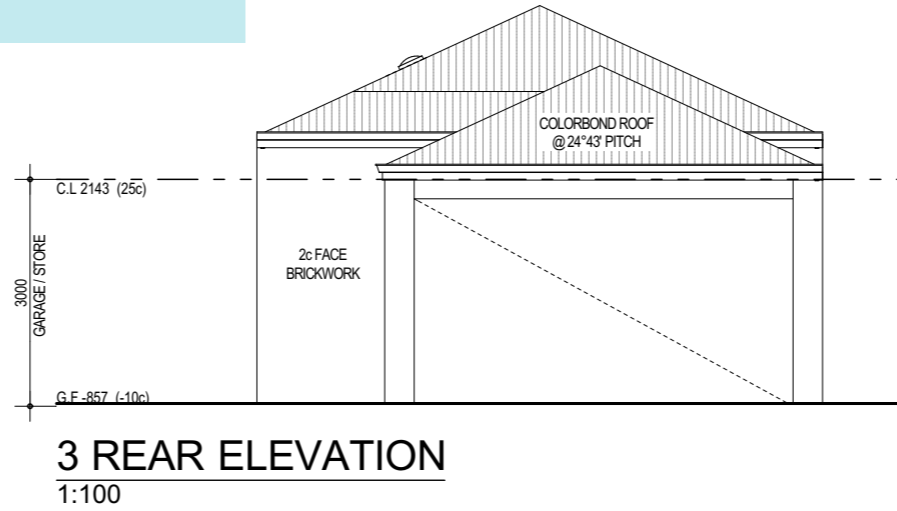 COLORBOND ROOF
@ 24°43' PITCH
C.L 2143 (25c)
2c FACE
BRICKWORK
3000
GARAGE / STORE
G.F -857 (-10c)
3 REAR ELEVATION
1:100